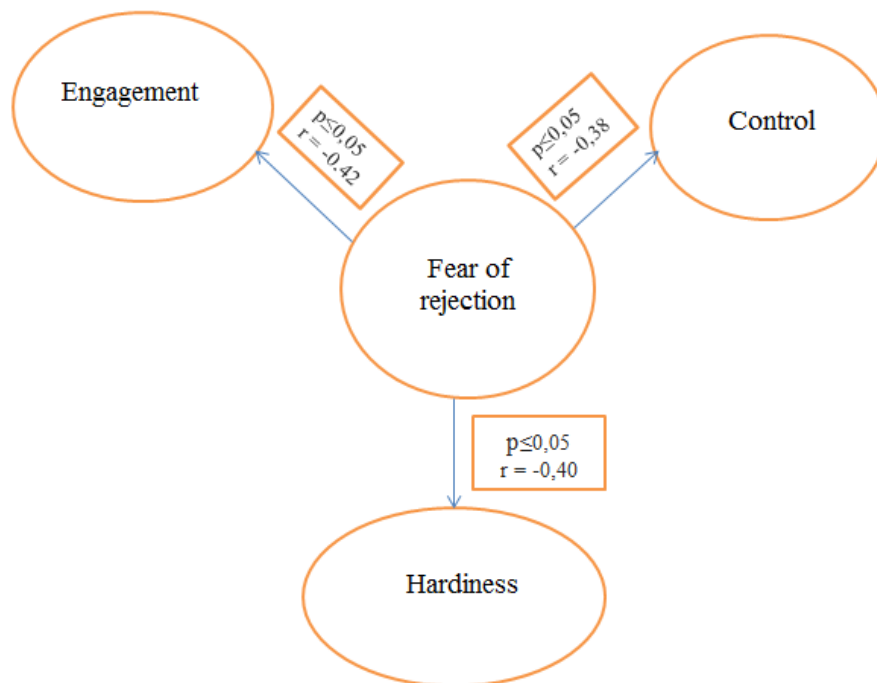 Engagement
p≤0,05
r = -0.42
p≤0,05
r = -0,38
Control
Fear of
rejection
p≤0,05
r = -0,40
Hardiness